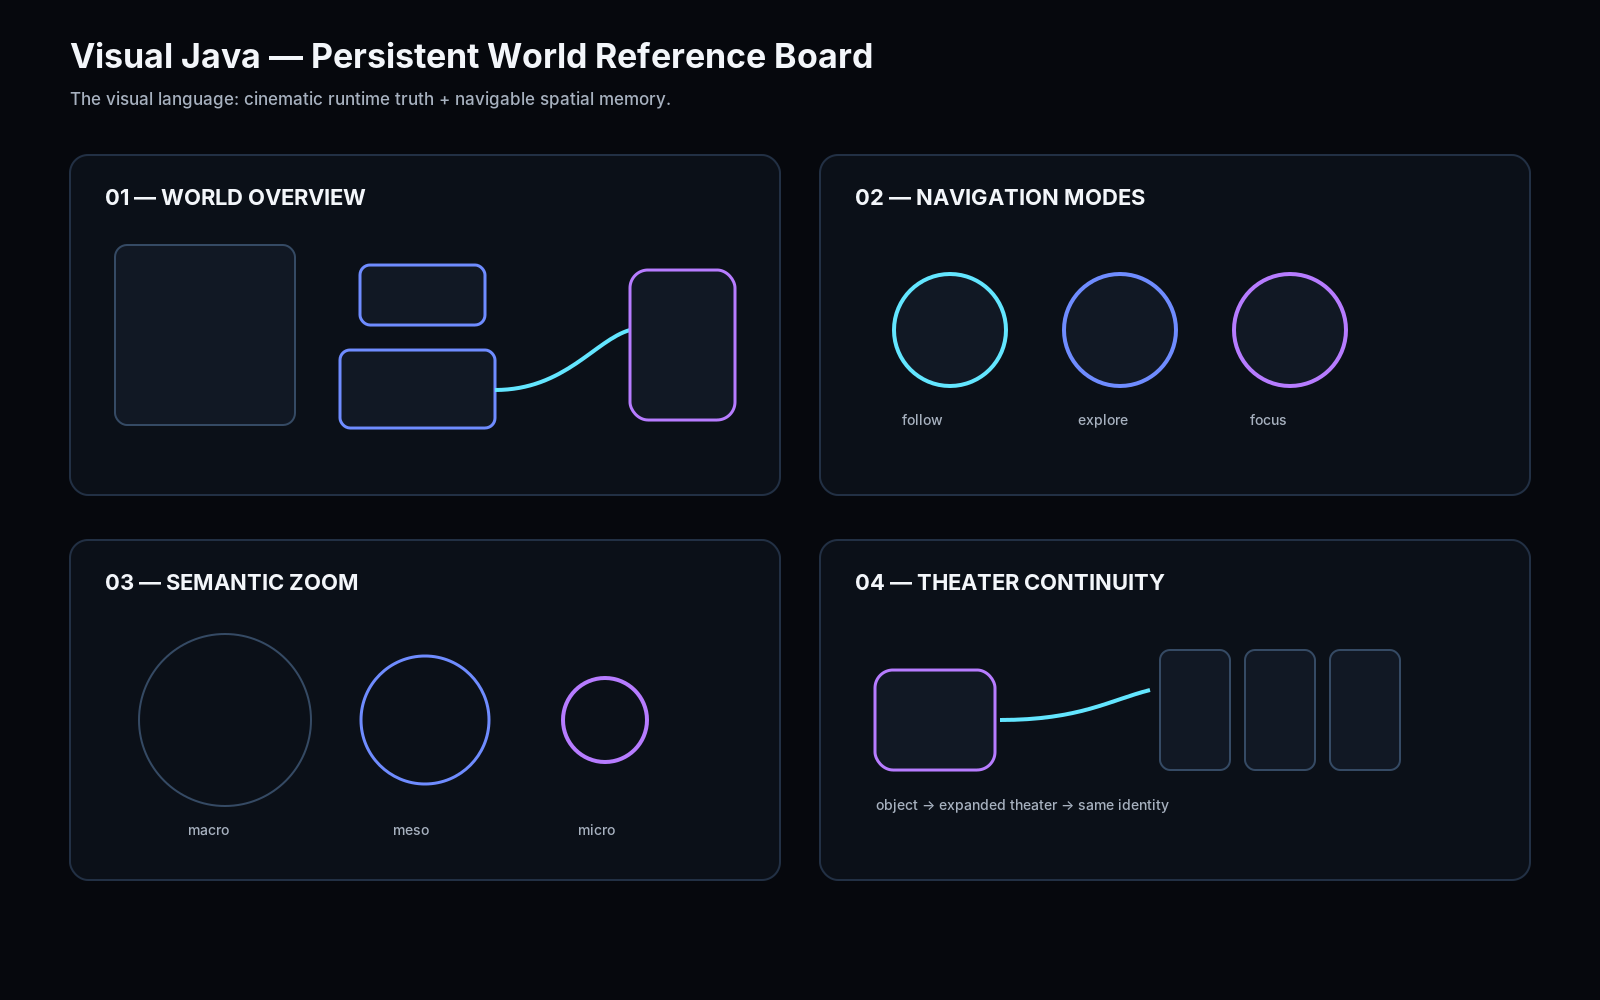 Visual Java — Persistent World Reference Board
The visual language: cinematic runtime truth + navigable spatial memory.
01 — WORLD OVERVIEW
02 — NAVIGATION MODES
follow
explore
focus
03 — SEMANTIC ZOOM
macro
meso
micro
04 — THEATER CONTINUITY
object → expanded theater → same identity